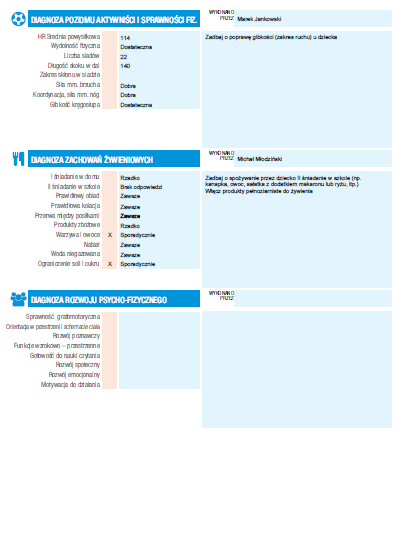 DIAGNOZA POZIOMU AKTYWNIŚCI I SPRAWNOŚCI FIZ. WYKONANO PRZEZ: Marek Jankowski
HR Średnia powysiłkowa 114
Wydolność fizyczna Dostateczna
Liczba siadów 22
Długość skoku w dal 140
Zakres skłonu w siadzie
Siła mm. brzucha Dobra
Koordynacja, siła mm. nóg Dobra
Gibkość kręgosłupa Dostateczna
Zadbaj o poprawę gibkości (zakres ruchu) u dziecka
DIAGNOZA ZACHOWAŃ ŻYWIENIOWYCH WYKONANO PRZEZ: Michał Młodziński
I śniadanie w domu Rzadko
II śniadanie w szkole Brak odpowiedzi
Prawidłowy obiad Zawsze
Prawidłowa kolacja Zawsze
Przerwa między posiłkami Zawsze
Produkty zbożowe Rzadko
Warzywa i owoce X Sporadycznie
Nabiał Zawsze
Woda niegazowana Zawsze
Ograniczenie soli i cukru X Sporadycznie
Zadbaj o spożywanie przez dziecko II śniadanie w szkole (np.
kanapka, owoc, sałatka z dodatkiem makaronu lub ryżu, itp.)
Włącz produkty pełnoziarniste do żywienia
DIAGNOZA ROZWOJU PSYCHO-FIZYCZNEGO WYKONANO PRZEZ:
Sprawność grafomotoryczna
Orientacja w przestrzeni i schemacie ciała
Rozwój poznawczy
Funkcje wzrokowo – przestrzenne
Gotowość do nauki czytania
Rozwój społeczny
Rozwój emocjonalny
Motywacja do działania